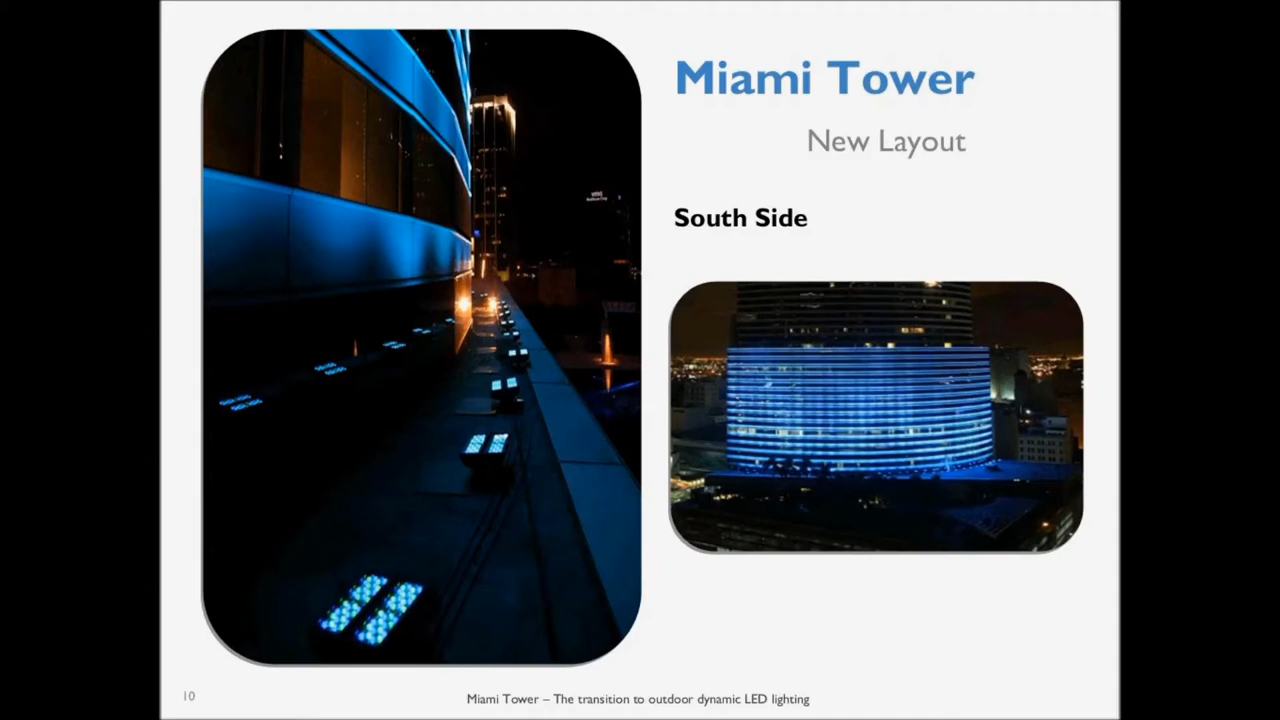 Miami Tower
New Layout
South Side
10
Miami Tower – The transition to outdoor dynamic LED lighting